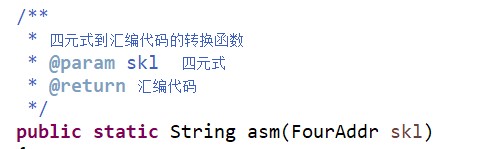 /**
* 四元式到汇编代码的转换函数
* @param skl 四元式
* @return 汇编代码
*/
public static String asm(FourAddr skl)